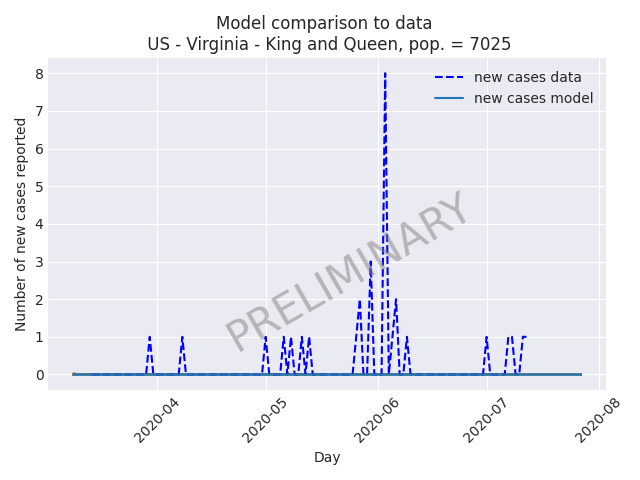 Model comparison to data
US - Virginia - King and Queen, pop. = 7025
new cases data
new cases model
Number of new cases reported
8
7
6
5
4
3
2
1
0
PRELIMINARY
2020-04
2020-05
2020-06
2020-07
2020-08
Day